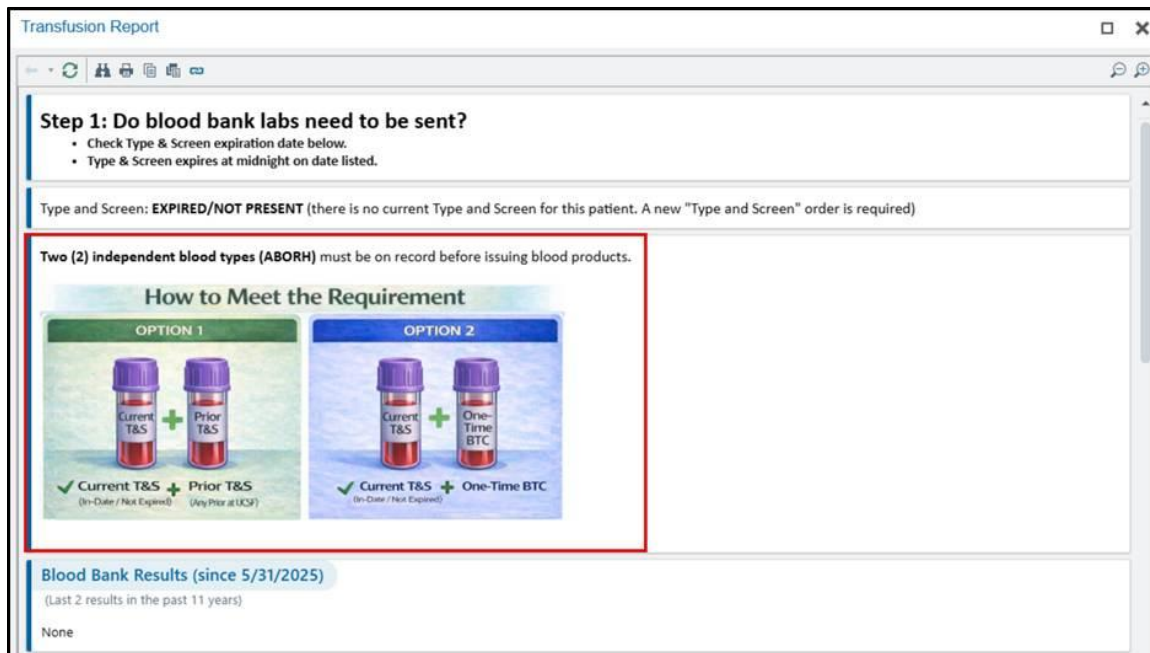 Transfusion Report
Step 1: Do blood bank labs need to be sent?
• Check Type & Screen expiration date below.
• Type & Screen expires at midnight on date listed.
Type and Screen: EXPIRED/NOT PRESENT (there is no current Type and Screen for this patient. A new "Type and Screen" order is required)
Two (2) independent blood types (ABORH) must be on record before issuing blood products.
How to Meet the Requirement
OPTION 1
Current T&S
+
Prior T&S
✓ Current T&S + Prior T&S
(In-Date / Not Expired) (Any Prior at UCSF)
OPTION 2
Current T&S
+
One-Time BTC
✓ Current T&S + One-Time BTC
(In-Date / Not Expired)
Blood Bank Results (since 5/31/2025)
(Last 2 results in the past 11 years)
None